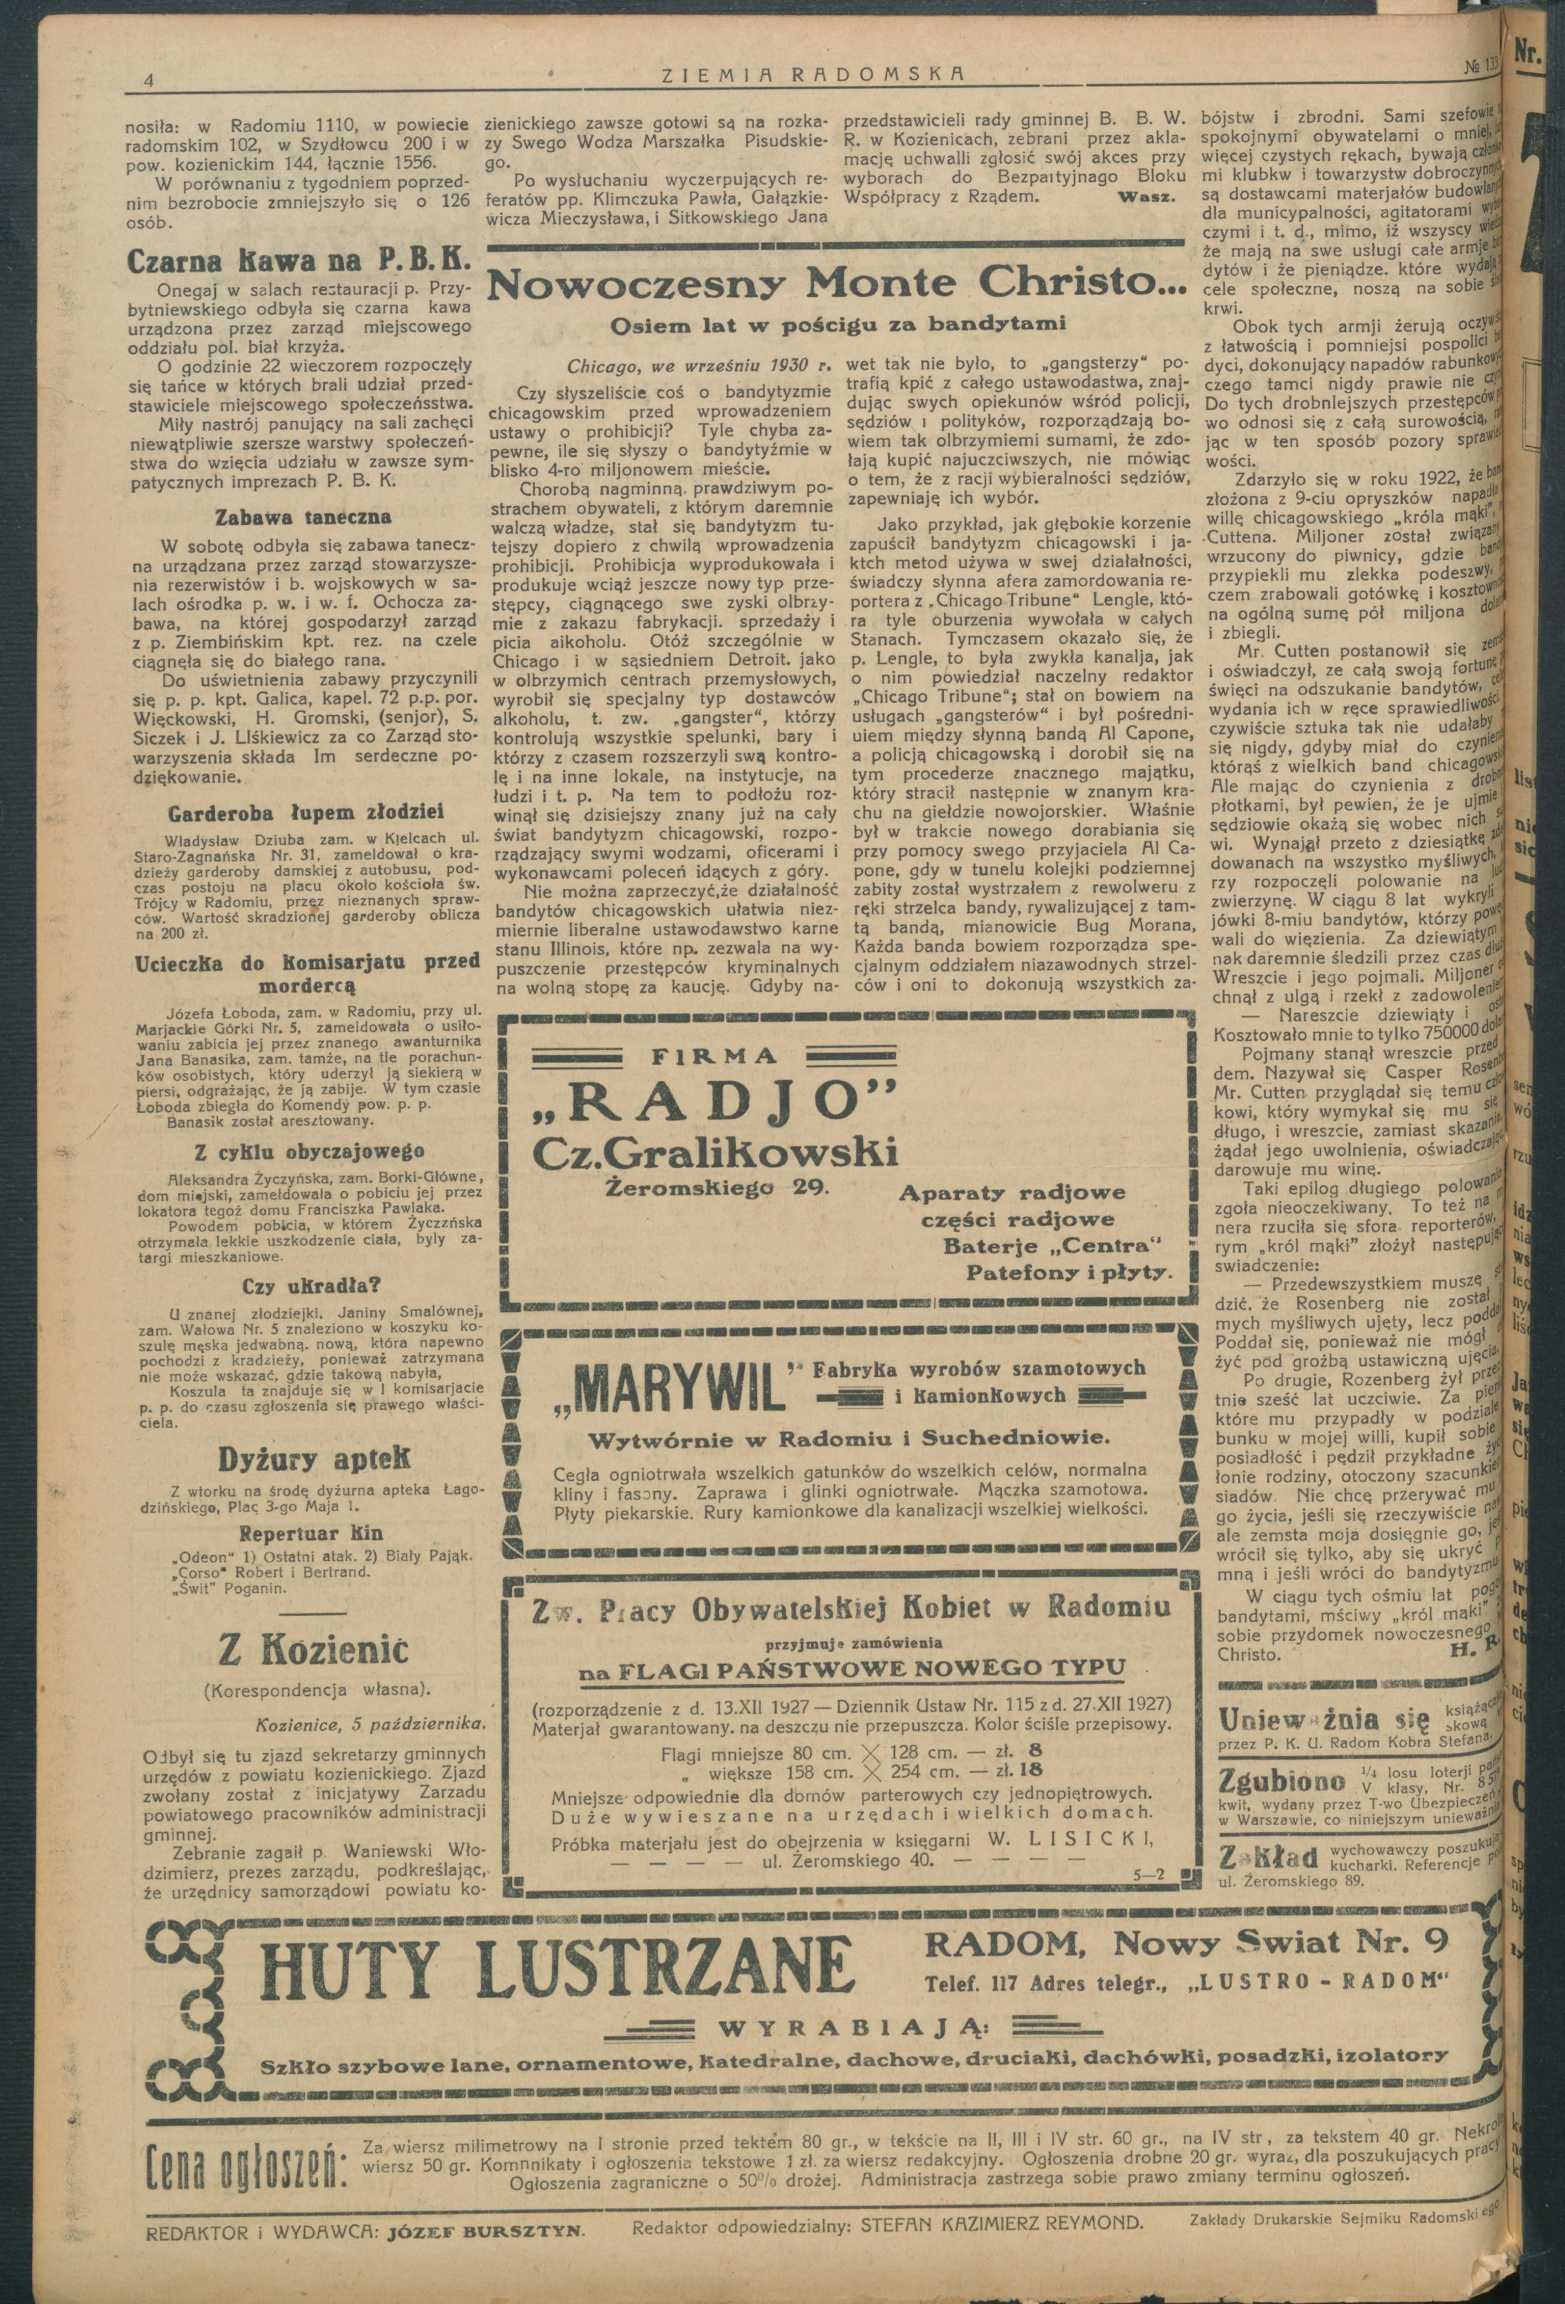 4
ZIEMIA RADOMSKA
№ 133
nosiła: w Radomiu 1110, w powiecie
radomskim 102, w Szydłowcu 200 i w
pow. kozienickim 144, łącznie 1556.
W porównaniu z tygodniem poprzed-
nim bezrobocie zmniejszyło się o 126
osób.
Czarna kawa na P. B. K.
Onegaj w salach restauracji p. Przy-
bytniewskiego odbyła się czarna kawa
urządzona przez zarząd miejscowego
oddziału pol. biał krzyża.
O godzinie 22 wieczorem rozpoczęły
się tańce w których brali udział przed-
stawiciele miejscowego społeczeńsstwa.
Miły nastrój panujący na sali zachęci
niewątpliwie szersze warstwy społeczeń-
stwa do wzięcia udziału w zawsze sym-
patycznych imprezach P. B. K.
Zabawa taneczna
W sobotę odbyła się zabawa tanecz-
na urządzana przez zarząd stowarzysze-
nia rezerwistów i b. wojskowych w sa-
lach ośrodka p. w. i w. f. Ochocza za-
bawa, na której gospodarzył zarząd
z p. Ziembińskim kpt. rez. na czele
ciągnęła się do białego rana.
Do uświetnienia zabawy przyczynili
się p. p. kpt. Galica, kapel. 72 p.p. por.
Więckowski, H. Gromski, (senjor), S.
Siczek i J. LIśkiewicz za co Zarząd sto-
warzyszenia składa Im serdeczne po-
dziękowanie.
Garderoba łupem złodziei
Władysław Dziuba zam. w Kielcach ul.
Staro-Zagnańska Nr. 31, zameldował o kra-
dzieży garderoby damskiej z autobusu, pod-
czas postoju na placu około kościoła św.
Trójcy w Radomiu, przez nieznanych spraw-
ców. Wartość skradzionej garderoby oblicza
na 200 zł.
Ucieczka do komisarjatu przed
mordercą
Józefa Łoboda, zam. w Radomiu, przy ul.
Marjackie Górki Nr. 5, zameldowała o usiło-
waniu zabicia jej przez znanego awanturnika
Jana Banasika, zam. tamże, na tle porachun-
ków osobistych, który uderzył ją siekierą w
piersi, odgrażając, że ją zabije. W tym czasie
Łoboda zbiegła do Komendy pow. p. p.
Banasik został aresztowany.
Z cyklu obyczajowego
Aleksandra Życzyńska, zam. Borki-Główne,
dom miejski, zameldowała o pobiciu jej przez
lokatora tegoż domu Franciszka Pawlaka.
Powodem pobicia, w którem Życzzńska
otrzymała lekkie uszkodzenie ciała, były za-
targi mieszkaniowe.
Czy ukradła?
U znanej złodziejki, Janiny Smalównej,
zam. Wałowa Nr. 5 znaleziono w koszyku ko-
szulę męska jedwabną. nową, która napewno
pochodzi z kradzieży, ponieważ zatrzymana
nie może wskazać, gdzie takową nabyła,
Koszula ta znajduje się w I komisarjacie
p. p. do czasu zgłoszenia się prawego właści-
ciela.
Dyżury aptek
Z wtorku na środę dyżurna apteka Łago-
dzińskiego, Plac 3-go Maja 1.
Repertuar kin
„Odeon“ 1) Ostatni atak. 2) Biały Pająk.
„Corso“ Robert i Bertrand.
„Świt” Poganin.
Z Kozienic
(Korespondencja własna).
Kozienice, 5 października.
Odbył się tu zjazd sekretarzy gminnych
urzędów z powiatu kozienickiego. Zjazd
zwołany został z inicjatywy Zarzadu
powiatowego pracowników administracji
gminnej.
Zebranie zagaił p. Waniewski Wło-
dzimierz, prezes zarządu, podkreślając,
że urzędnicy samorządowi powiatu ko-
zienickiego zawsze gotowi są na rozka-
zy Swego Wodza Marszałka Pisudskie-
go.
Po wysłuchaniu wyczerpujących re-
feratów pp. Klimczuka Pawła, Gałązkie-
wicza Mieczysława, i Sitkowskiego Jana
przedstawicieli rady gminnej B. B. W.
R. w Kozienicach, zebrani przez akla-
mację uchwalli zgłosić swój akces przy
wyborach do Bezpartyjnego Bloku
Współpracy z Rządem. Wasz.
Nowoczesny Monte Christo...
Osiem lat w pościgu za bandytami
Chicago, we wrześniu 1930 r.
Czy słyszeliście coś o bandytyzmie
chicagowskim przed wprowadzeniem
ustawy o prohibicji? Tyle chyba za-
pewne, ile się słyszy o bandytyźmie w
blisko 4-ro miljonowem mieście.
Chorobą nagminną. prawdziwym po-
strachem obywateli, z którym daremnie
walczą władze, stał się bandytyzm tu-
tejszy dopiero z chwilą wprowadzenia
prohibicji. Prohibicja wyprodukowała i
produkuje wciąż jeszcze nowy typ prze-
stępcy, ciągnącego swe zyski olbrzy-
mie z zakazu fabrykacji. sprzedaży i
picia aikoholu. Otóż szczególnie w
Chicago i w sąsiedniem Detroit. jako
w olbrzymich centrach przemysłowych,
wyrobił się specjalny typ dostawców
alkoholu, t. zw. „gangster“, którzy
kontrolują wszystkie spelunki, bary i
którzy z czasem rozszerzyli swą kontro-
lę i na inne lokale, na instytucje, na
łudzi i t. p. Na tem to podłożu roz-
winął się dzisiejszy znany już na cały
świat bandytyzm chicagowski, rozpo-
rządzający swymi wodzami, oficerami i
wykonawcami poleceń idących z góry.
Nie można zaprzeczyć,że działalność
bandytów chicagowskich ułatwia niez-
miernie liberalne ustawodawstwo karne
stanu Illinois, które np. zezwala na wy-
puszczenie przestępców kryminalnych
na wolną stopę za kaucję. Gdyby na-
wet tak nie było, to „gangsterzy“ po-
trafią kpić z całego ustawodastwa, znaj-
dując swych opiekunów wśród policji,
sędziów i polityków, rozporządzają bo-
wiem tak olbrzymiemi sumami, że zdo-
łają kupić najuczciwszych, nie mówiąc
o tem, że z racji wybieralności sędziów,
zapewniają ich wybór.
Jako przykład, jak głębokie korzenie
zapuścił bandytyzm chicagowski i ja-
ktch metod używa w swej działalności,
świadczy słynna afera zamordowania re-
portera z „Chicago Tribune“ Lengle, któ-
ra tyle oburzenia wywołała w całych
Stanach. Tymczasem okazało się, że
p. Lengle, to była zwykła kanalja, jak
o nim powiedział naczelny redaktor
„Chicago Tribune“; stał on bowiem na
usługach „gangsterów“ i był pośredni-
uiem między słynną bandą Al Capone,
a policją chicagowską i dorobił się na
tym procederze znacznego majątku,
który stracił następnie w znanym kra-
chu na giełdzie nowojorskier. Właśnie
był w trakcie nowego dorabiania się
przy pomocy swego przyjaciela Al Ca-
pone, gdy w tunelu kolejki podziemnej
zabity został wystrzałem z rewolweru z
ręki strzelca bandy, rywalizującej z tam-
tą bandą, mianowicie Bug Morana,
Każda banda bowiem rozporządza spe-
cjalnym oddziałem niazawodnych strzel-
ców i oni to dokonują wszystkich za-
bójstw i zbrodni. Sami szefowie
spokojnymi obywatelami o mniej,
więcej czystych rękach, bywają
mi klubkw i towarzystw dobroczynnych
są dostawcami materjałów
dla municypalności, agitatorami
czymi i t. d., mimo, iż wszyscy
że mają na swe usługi całe armje
dytów i że pieniądze. które wydają
cele społeczne, noszą na sobie
krwi.
Obok tych armji żerują
z łatwością i pomniejsi pospolici
dyci, dokonujący napadów
czego tamci nigdy prawie nie
Do tych drobniejszych przestępców
wo odnosi się z całą surowością,
jąc w ten sposób pozory
wości.
Zdarzyło się w roku 1922, że
złożona z 9-ciu opryszków napadła
willę chicagowskiego „króla mąki“,
Cuttena. Miljoner został związany
wrzucony do piwnicy, gdzie
przypiekli mu zlekka podeszwy,
czem zrabowali gotówkę i
na ogólną sumę pół miljona
i zbiegli.
Mr. Cutten postanowił się
i oświadczył, ze całą swoją fortunę
święci na odszukanie bandytów,
wydania ich w ręce sprawiedliwości
czywiście sztuka tak nie udałaby
się nigdy, gdyby miał do
którąś z wielkich band
Ale mając do czynienia z
płotkami, był pewien, że je ujmie
sędziowie okażą się wobec nich
wi. Wynajął przeto z dziesiątkę
dowanach na wszystko myśliwych,
rzy rozpoczęli polowanie na
zwierzynę. W ciągu 8 lat wykryli
jówki 8-miu bandytów, którzy
wali do więzienia. Za dziewiątym
nak daremnie śledzili przez czas
Wreszcie i jego pojmali. Miljoner
chnął z ulgą i rzekł z
— Nareszcie dziewiąty i
Kosztowało mnie to tylko 750000
Pojmany stanął wreszcie przed
dem. Nazywał się Casper
Mr. Cutten przyglądał się temu
kowi, który wymykał się mu się
długo, i wreszcie, zamiast
żądał jego uwolnienia,
darowuje mu winę.
Taki epilog długiego
zgoła nieoczekiwany. To też na
nera rzuciła się sfora reporterów,
rym „król mąki” złożył
swiadczenie:
— Przedewszystkiem muszę
dzić. że Rosenberg nie został
mych myśliwych ujęty, lecz
Poddał się, ponieważ nie mógł
żyć pod groźbą ustawiczną
Po drugie, Rozenberg żył
tnie sześć lat uczciwie. Za
które mu przypadły w podziale
bunku w mojej willi, kupił sobie
posiadłość i pędził przykładne
łonie rodziny, otoczony
siadów. Nie chcę przerywać mu
go życia, jeśli się rzeczywiście
ale zemsta moja dosięgnie go,
wrócił się tylko, aby się ukryć
mną i jeśli wróci do bandytyzmu
W ciągu tych ośmiu lat
bandytami, mściwy „król mąki”
sobie przydomek nowoczesnego
Christo. H. R.
FIRMA
„RADJO”
Cz.Gralikowski
Żeromskiego 29.
Aparaty radjowe
części radjowe
Baterje „Centra“
Patefony i płyty.
„MARYWIL”
Fabryka wyrobów szamotowych
i kamionkowych
Wytwórnie w Radomiu i Suchedniowie.
Cegła ogniotrwała wszelkich gatunków do wszelkich celów, normalna
kliny i fasony. Zaprawa i glinki ogniotrwałe. Mączka szamotowa.
Płyty piekarskie. Rury kamionkowe dla kanalizacji wszelkiej wielkości.
Zw. Pracy Obywatelskiej Kobiet w Radomiu
przyjmuje zamówienia
na FLAGI PAŃSTWOWE NOWEGO TYPU
(rozporządzenie z d. 13.XII 1927 — Dziennik Ustaw Nr. 115 z d. 27.XII 1927)
Materjał gwarantowany. na deszczu nie przepuszcza. Kolor ściśle przepisowy.
Flagi mniejsze 80 cm. X 128 cm. — zł. 8
„ większe 158 cm. X 254 cm. — zł. 18
Mniejsze odpowiednie dla domów parterowych czy jednopiętrowych.
Duże wywieszane na urzędach i wielkich domach.
Próbka materjału jest do obejrzenia w księgarni W. LISICKI,
— — — — ul. Żeromskiego 40. — — — —
5—2
Unieważnia się
przez P. K. U. Radom Kobra Stefana.
Zgubiono ¼ losu loterji
V klasy, Nr.
kwit, wydany przez T-wo Ubezpieczeń
w Warszawie, co niniejszym
Zakład wychowawczy poszukuje
kucharki. Referencje
ul. Żeromskiego 89.
HUTY LUSTRZANE
RADOM, Nowy Swiat Nr. 9
Telef. 117 Adres telegr., „LUSTRO - RADOM“
WYRABIAJĄ:
Szkło szybowe lane, ornamentowe, katedralne, dachowe, druciaki, dachówki, posadzki, izolatory
Cena ogłoszeń:
Za wiersz milimetrowy na I stronie przed tektem 80 gr., w tekście na II, III i IV str. 60 gr., na IV str, za tekstem 40 gr.
wiersz 50 gr. Komnnikaty i ogłoszenia tekstowe 1 zł. za wiersz redakcyjny. Ogłoszenia drobne 20 gr. wyraz, dla poszukujących pracy
Ogłoszenia zagraniczne o 50% drożej. Administracja zastrzega sobie prawo zmiany terminu ogłoszeń.
REDAKTOR i WYDAWCA: JÓZEF BURSZTYN.
Redaktor odpowiedzialny: STEFAN KAZIMIERZ REYMOND.
Zakłady Drukarskie Sejmiku Radomskiego